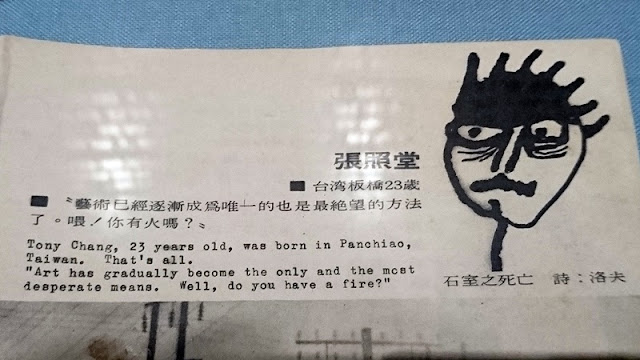 張照堂
■ 台湾板橋23歲
■ 〝藝術已經逐漸成爲唯一的也是最絶望的方法
了。喂！你有火嗎？〞
Tony Chang, 23 years old, was born in Panchiao,
Taiwan. That's all.
"Art has gradually become the only and the most
desperate means. Well, do you have a fire?"
石室之死亡 詩：洛夫